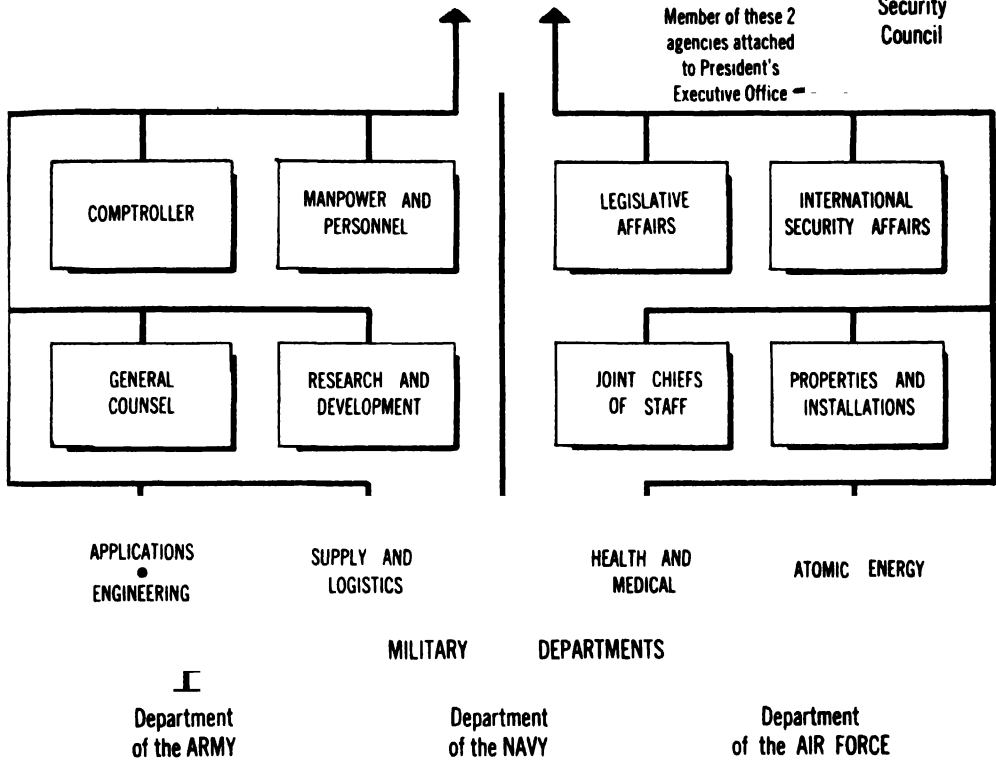 Member of these 2
agencies attached
to President's
Executive Office
Security
Council
COMPTROLLER
MANPOWER AND
PERSONNEL
LEGISLATIVE
AFFAIRS
INTERNATIONAL
SECURITY AFFAIRS
GENERAL
COUNSEL
RESEARCH AND
DEVELOPMENT
JOINT CHIEFS
OF STAFF
PROPERTIES AND
INSTALLATIONS
APPLICATIONS
•
ENGINEERING
SUPPLY AND
LOGISTICS
HEALTH AND
MEDICAL
ATOMIC ENERGY
MILITARY DEPARTMENTS
Department
of the ARMY
Department
of the NAVY
Department
of the AIR FORCE